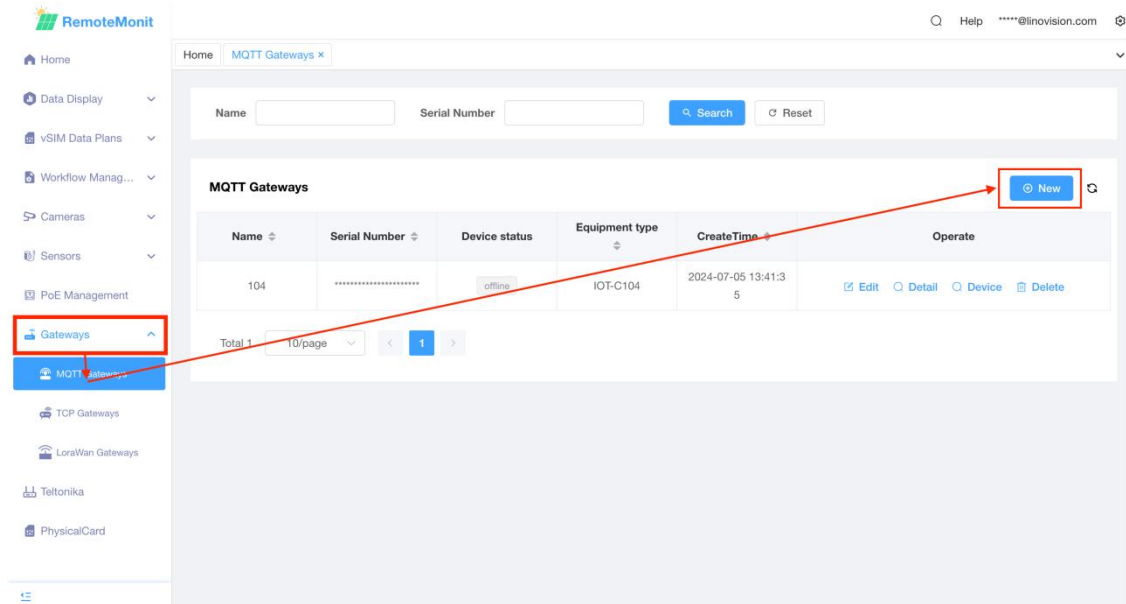 RemoteMonit
Help *****@linovision.com
Home
Data Display
vSIM Data Plans
Workflow Manag...
Cameras
Sensors
PoE Management
Gateways
MQTT Gateways
TCP Gateways
LoraWan Gateways
Teltonika
PhysicalCard
Home MQTT Gateways ×
Name Serial Number Search Reset
MQTT Gateways New
Name Serial Number Device status Equipment type CreateTime Operate
104 ********************** offline IOT-C104 2024-07-05 13:41:3
5
Edit Detail Device Delete
Total 1 10/page < 1 >